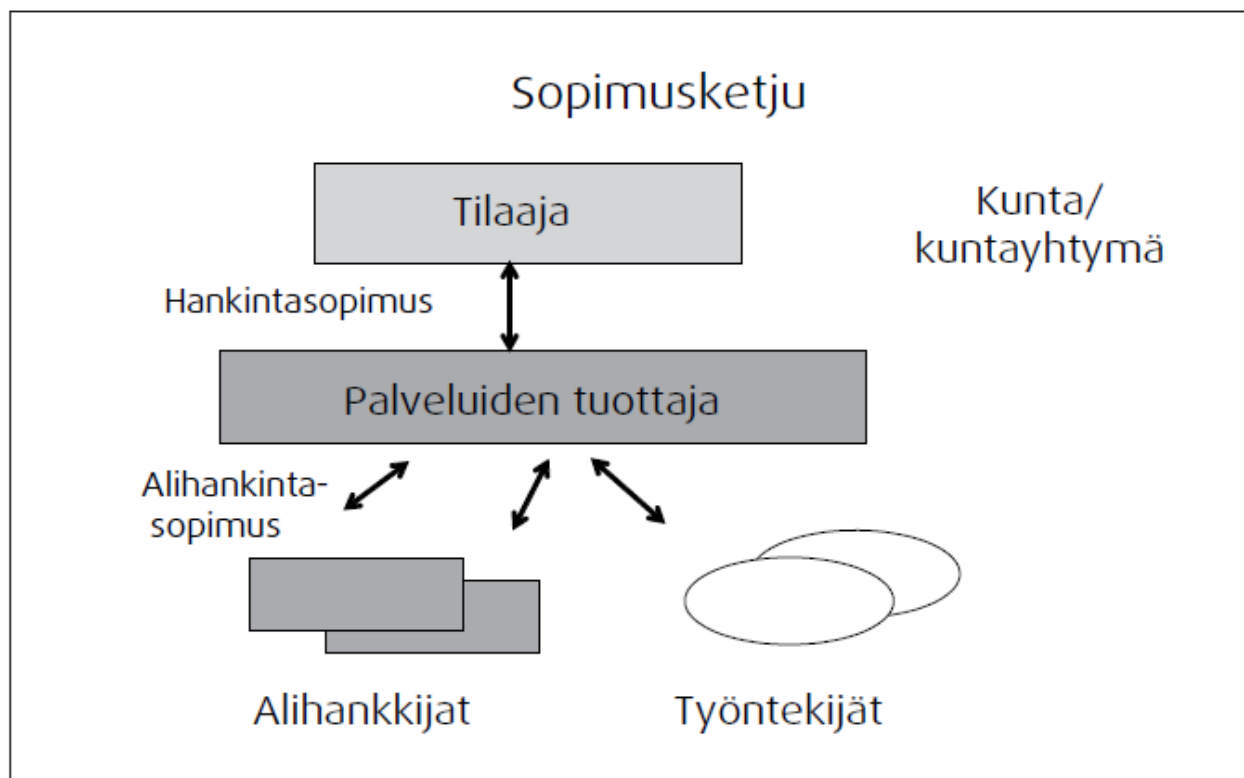 Sopimusketju
Tilaaja
Kunta/
kuntayhtymä
Hankintasopimus
Palveluiden tuottaja
Alihankinta-
sopimus
Alihankkijat
Työntekijät